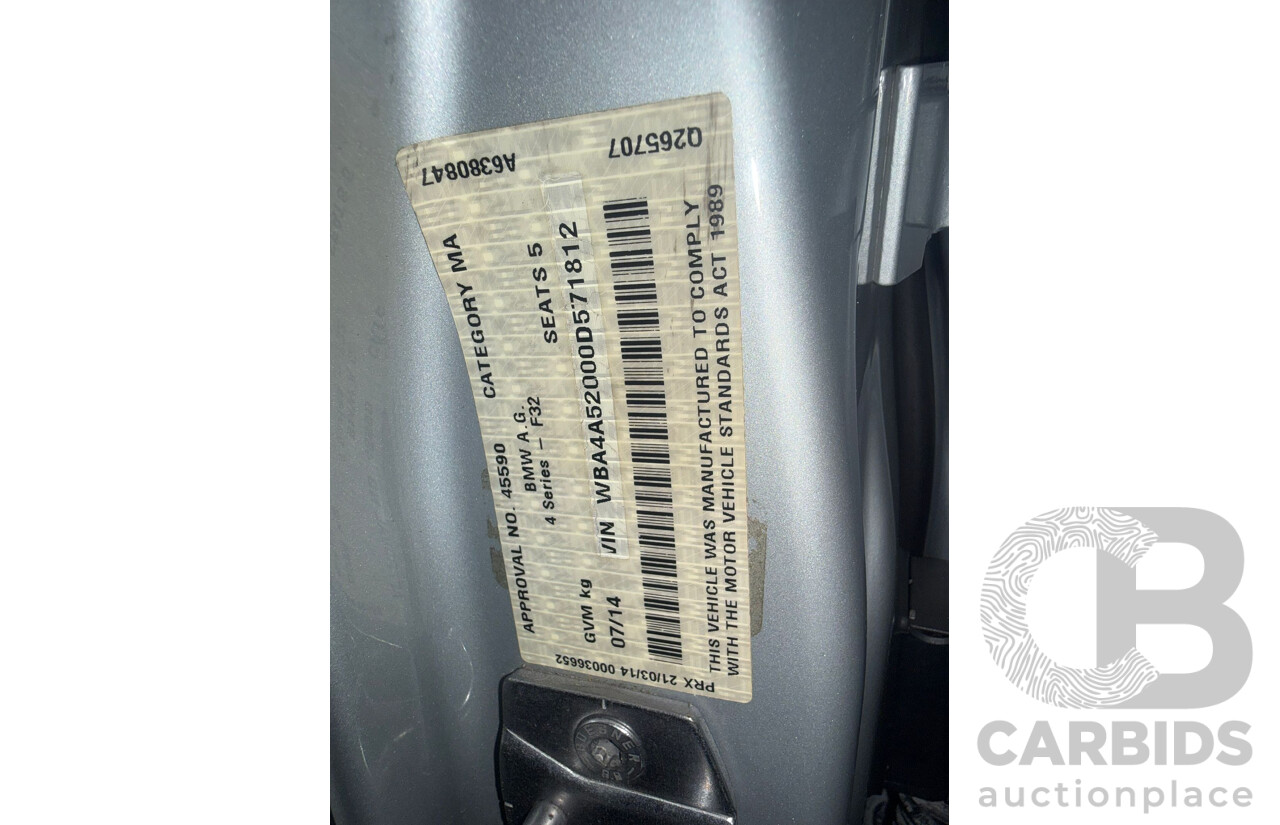 A6380847 Q265707
APPROVAL NO. 45590 CATEGORY MA
BMW A.G.
4 Series – F32 SEATS 5
GVM kg
VIN WBA4A52000D571812
07/14
THIS VEHICLE WAS MANUFACTURED TO COMPLY
WITH THE MOTOR VEHICLE STANDARDS ACT 1989
PRX 21/03/14 00036652
CB
CARBIDS
auctionplace